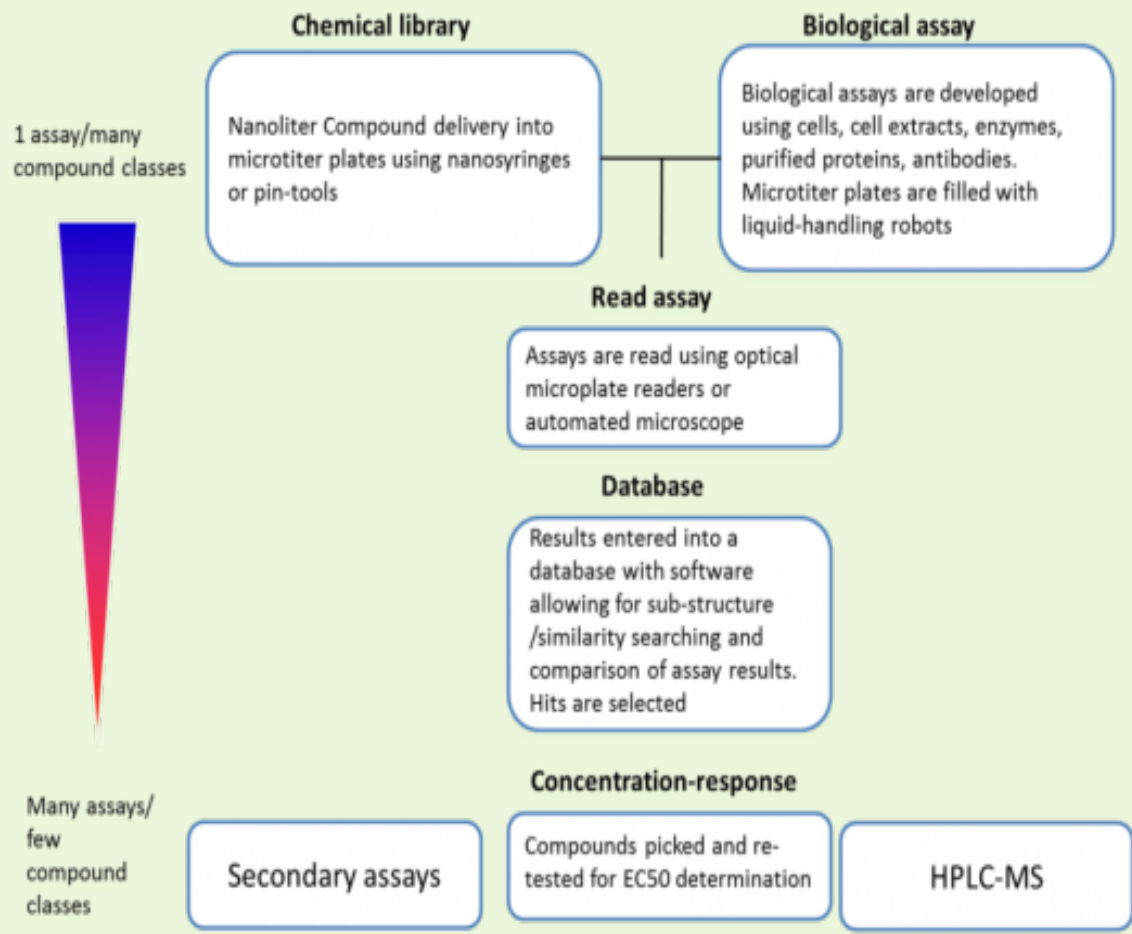 Chemical library
Biological assay
1 assay/many
compound classes
Nanoliter Compound delivery into
microtiter plates using nanosyringes
or pin-tools
Biological assays are developed
using cells, cell extracts, enzymes,
purified proteins, antibodies.
Microtiter plates are filled with
liquid-handling robots
Read assay
Assays are read using optical
microplate readers or
automated microscope
Database
Results entered into a
database with software
allowing for sub-structure
/similarity searching and
comparison of assay results.
Hits are selected
Concentration-response
Many assays/
few
compound
classes
Secondary assays
Compounds picked and re-
tested for EC50 determination
HPLC-MS